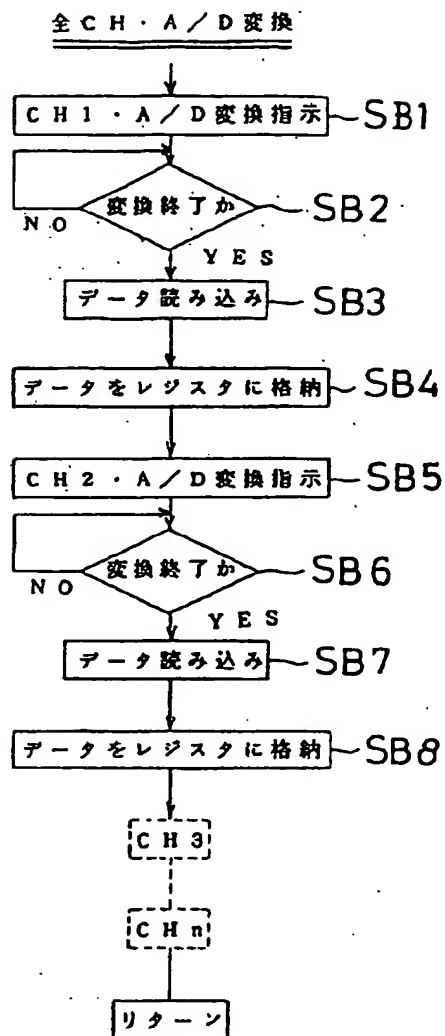 全CH・A/D変換
CH1・A/D変換指示 SB1
変換終了か SB2
NO
YES
データ読み込み SB3
データをレジスタに格納 SB4
CH2・A/D変換指示 SB5
変換終了か SB6
NO
YES
データ読み込み SB7
データをレジスタに格納 SB8
CH3
CHn
リターン